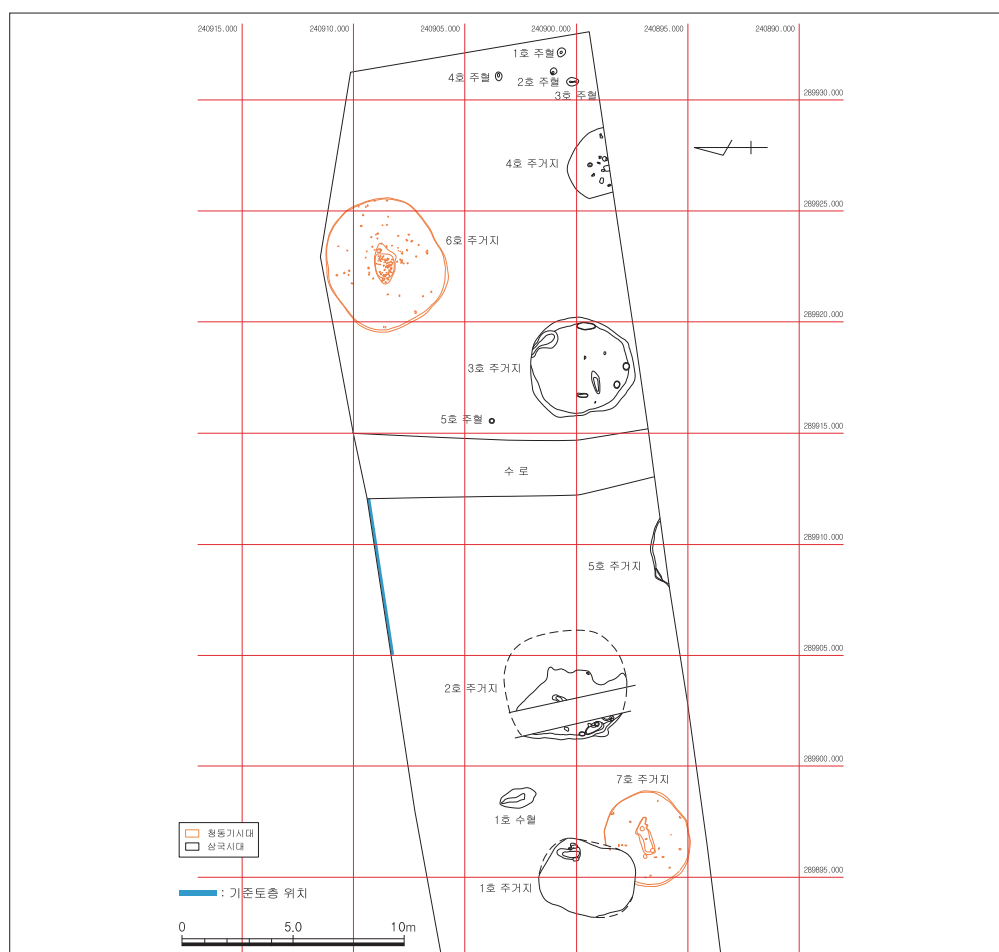 240915.000
240910.000
240905.000
240900.000
240895.000
240890.000
1호 주혈
4호 주혈
2호 주혈
3호 주혈
289930.000
4호 주거지
289925.000
6호 주거지
289920.000
3호 주거지
5호 주혈
289915.000
수 로
289910.000
5호 주거지
289905.000
2호 주거지
289900.000
7호 주거지
1호 수혈
청동기시대
삼국시대
289895.000
1호 주거지
: 기준토층 위치
0 5.0 10m